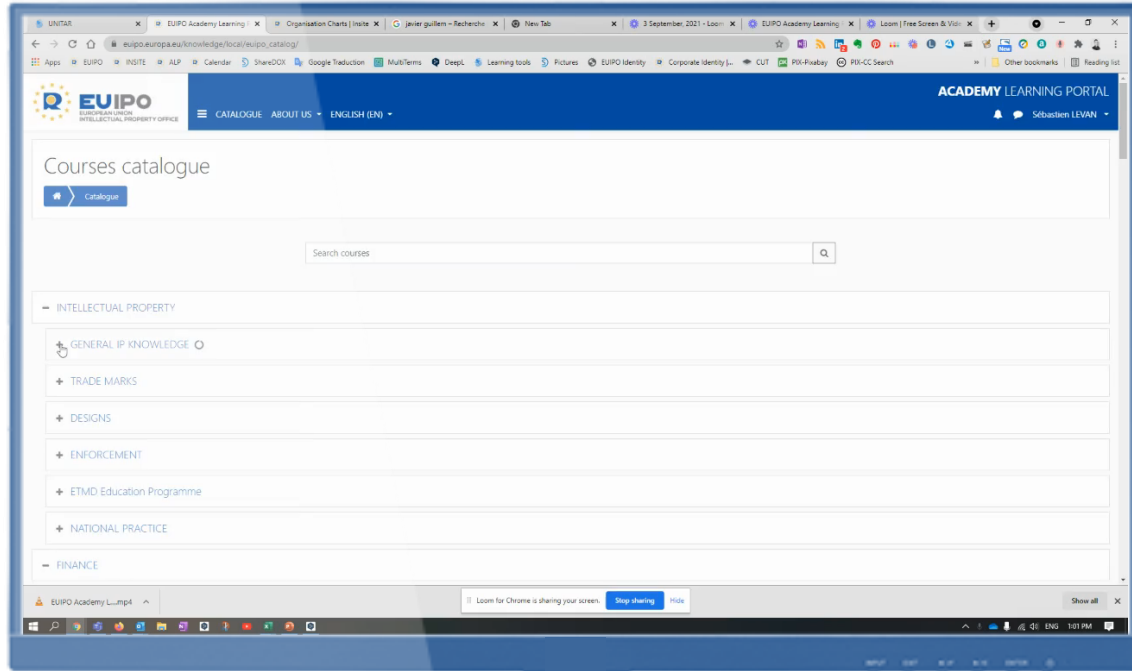 UNITAR
EUIPO Academy Learning
Organisation Charts | Insite
javier guillem – Recherche
New Tab
3 September, 2021 - Loom
EUIPO Academy Learning
Loom | Free Screen & Vide
euipo.europa.eu/knowledge/local/euipo_catalog/
Apps EUIPO INSITE ALP Calendar ShareDOX Google Traduction MultiTerms DeepL Learning tools Pictures EUIPO Identity Corporate Identity (... CUT PIX-Pixabay PIX-CC Search » Other bookmarks Reading list
ACADEMY LEARNING PORTAL
EUIPO
EUROPEAN UNION
INTELLECTUAL PROPERTY OFFICE
CATALOGUE ABOUT US ENGLISH (EN)
Sébastien LEVAN
Courses catalogue
Catalogue
Search courses
INTELLECTUAL PROPERTY
GENERAL IP KNOWLEDGE
TRADE MARKS
DESIGNS
ENFORCEMENT
ETMD Education Programme
NATIONAL PRACTICE
FINANCE
EUIPO Academy L....mp4
Loom for Chrome is sharing your screen. Stop sharing Hide
Show all
ENG 1:01 PM